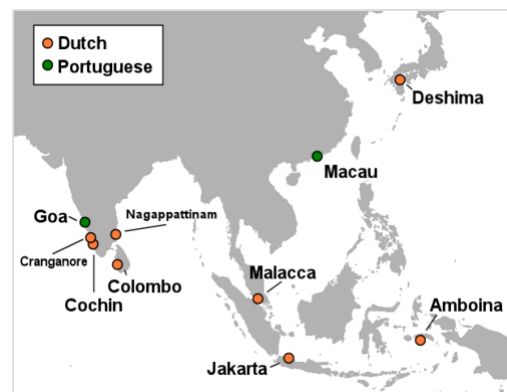 Dutch
Portuguese
Deshima
Macau
Goa
Nagappattinam
Cranganore
Cochin
Colombo
Malacca
Amboina
Jakarta